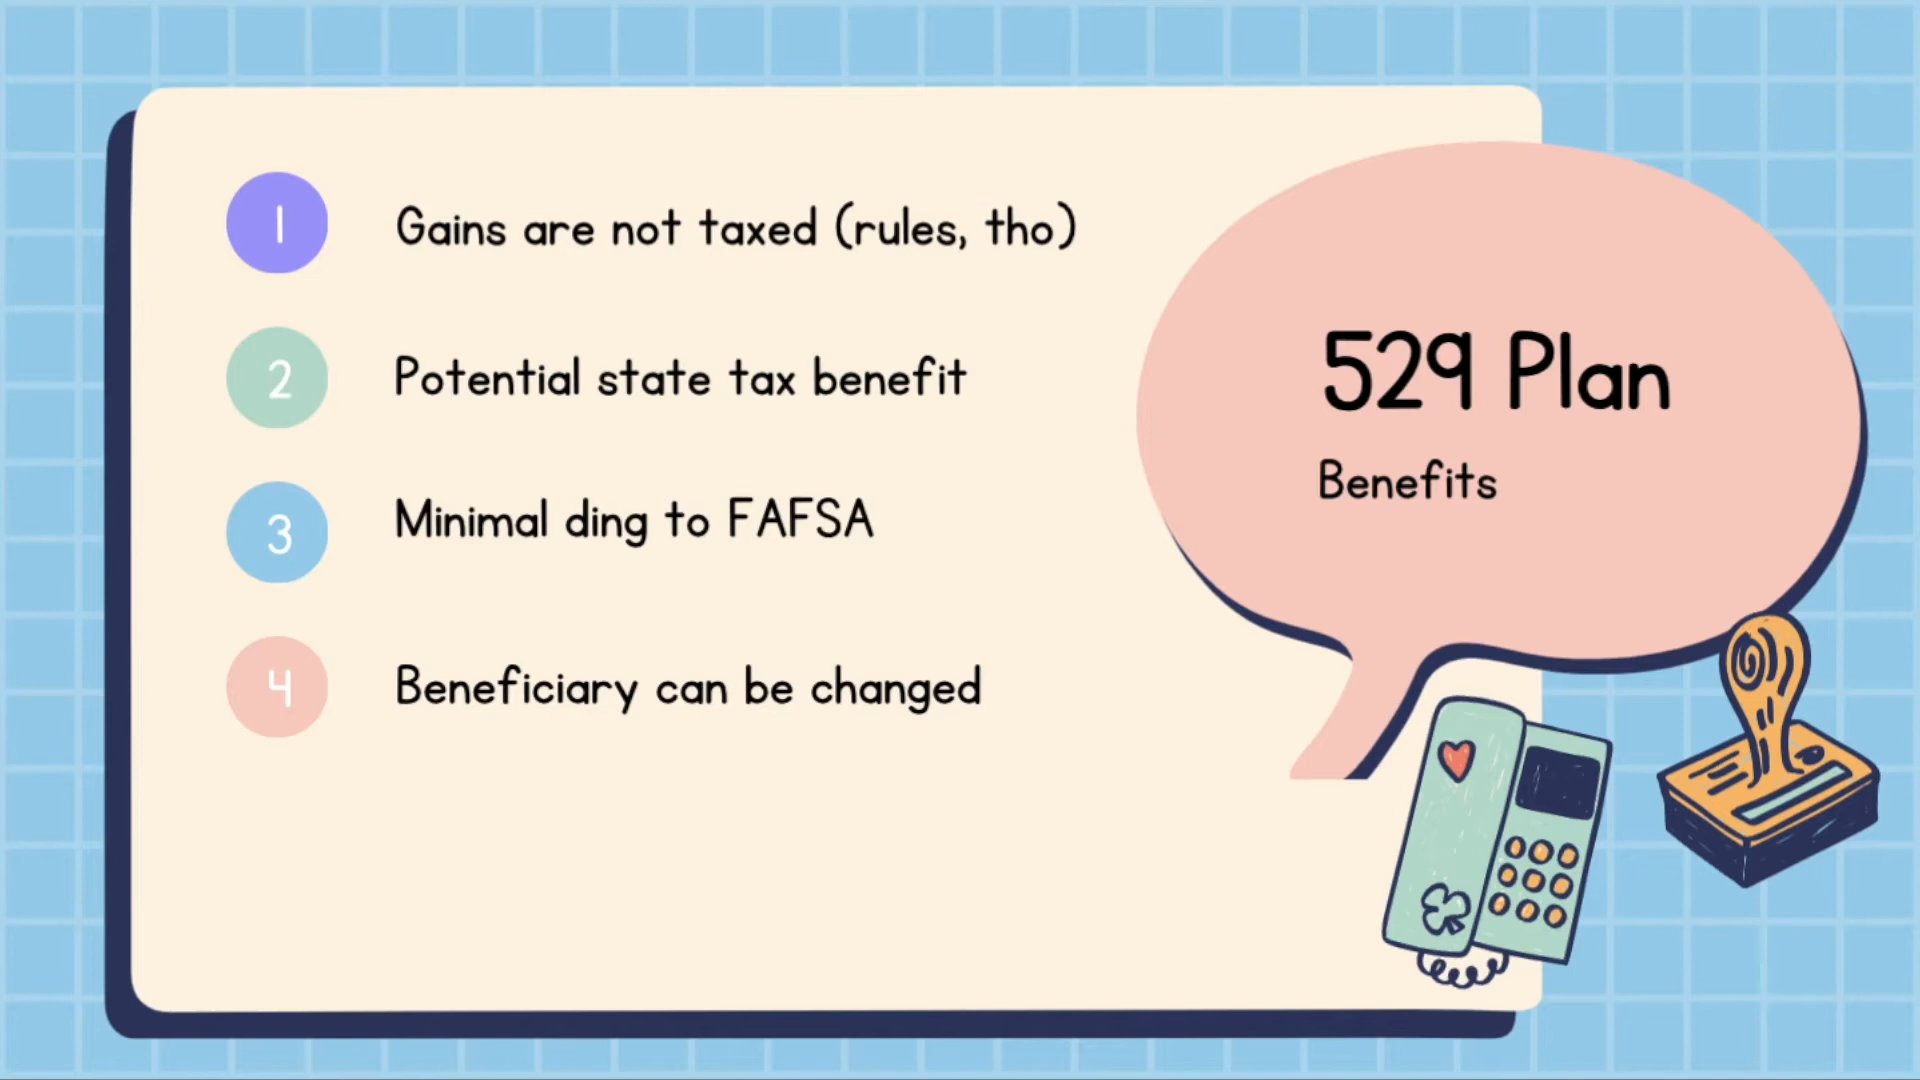 1 Gains are not taxed (rules, tho)
2 Potential state tax benefit
3 Minimal ding to FAFSA
4 Beneficiary can be changed
529 Plan
Benefits